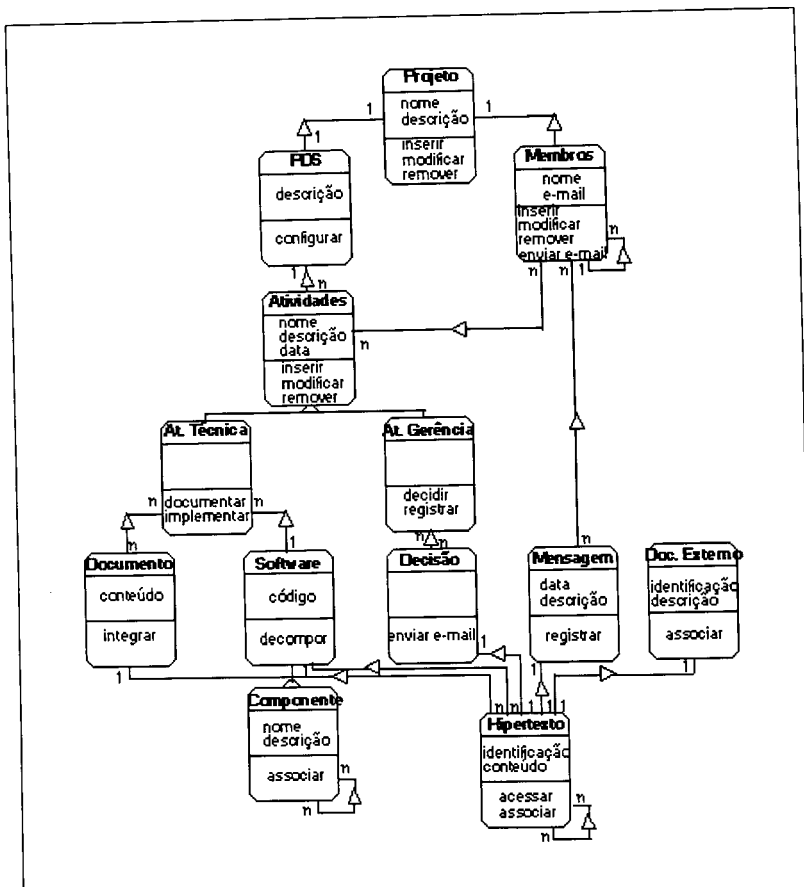 Projeto
nome
descrição
inserir
modificar
remover
1
1
1
PDS
descrição
configurar
Membros
nome
e-mail
inserir
modificar
remover
enviar e-mail
n
1
n
n
1
n
Atividades
nome
descrição
data
inserir
modificar
remover
n
At. Técnica
documentar
implementar
At. Gerência
decidir
registrar
n
n
n
1
n
n
n
Documento
conteúdo
integrar
Software
código
decompor
Decisão
enviar e-mail
Mensagem
data
descrição
registrar
Doc. Externo
identificação
descrição
associar
1
1
1
1
Componente
nome
descrição
associar
n
n
n
n
1
1
1
Hipertexto
identificação
conteúdo
acessar
associar
n
n